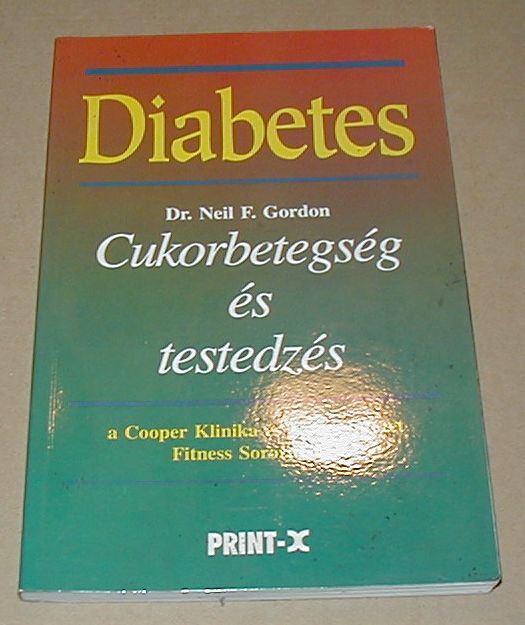 Diabetes
Dr. Neil F. Gordon
Cukorbetegség
és
testedzés
a Cooper Klinika
Fitness
PRINT-X